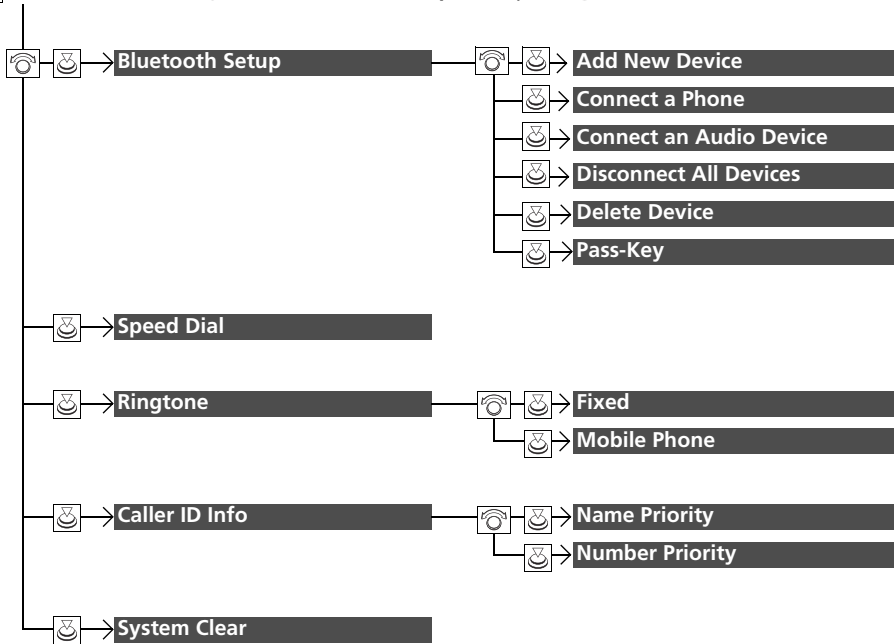 Bluetooth Setup
Add New Device
Connect a Phone
Connect an Audio Device
Disconnect All Devices
Delete Device
Pass-Key
Speed Dial
Ringtone
Fixed
Mobile Phone
Caller ID Info
Name Priority
Number Priority
System Clear